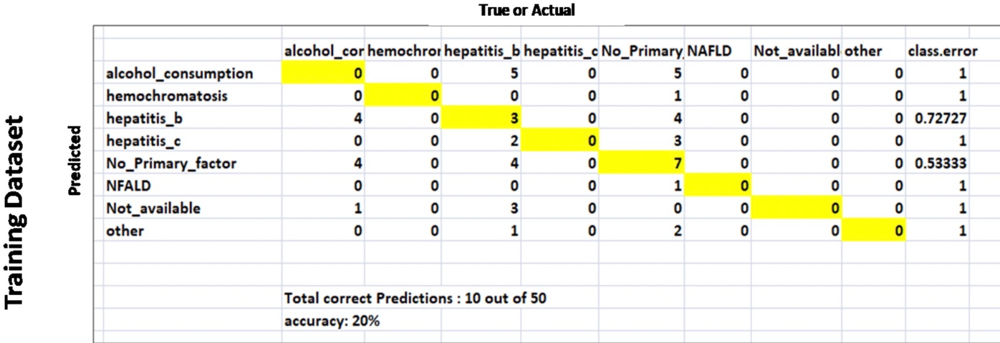 True or Actual
alcohol_cor hemochror hepatitis_b hepatitis_c No_Primary_ NAFLD Not_availabl other class.error
alcohol_consumption 0 0 5 0 5 0 0 0 1
hemochromatosis 0 0 0 0 1 0 0 0 1
hepatitis_b 4 0 3 0 4 0 0 0 0.72727
hepatitis_c 0 0 2 0 3 0 0 0 1
No_Primary_factor 4 0 4 0 7 0 0 0 0.53333
NFALD 0 0 0 0 1 0 0 0 1
Not_available 1 0 3 0 0 0 0 0 1
other 0 0 1 0 2 0 0 0 1
Total correct Predictions : 10 out of 50
accuracy: 20%
Predicted
Training Dataset